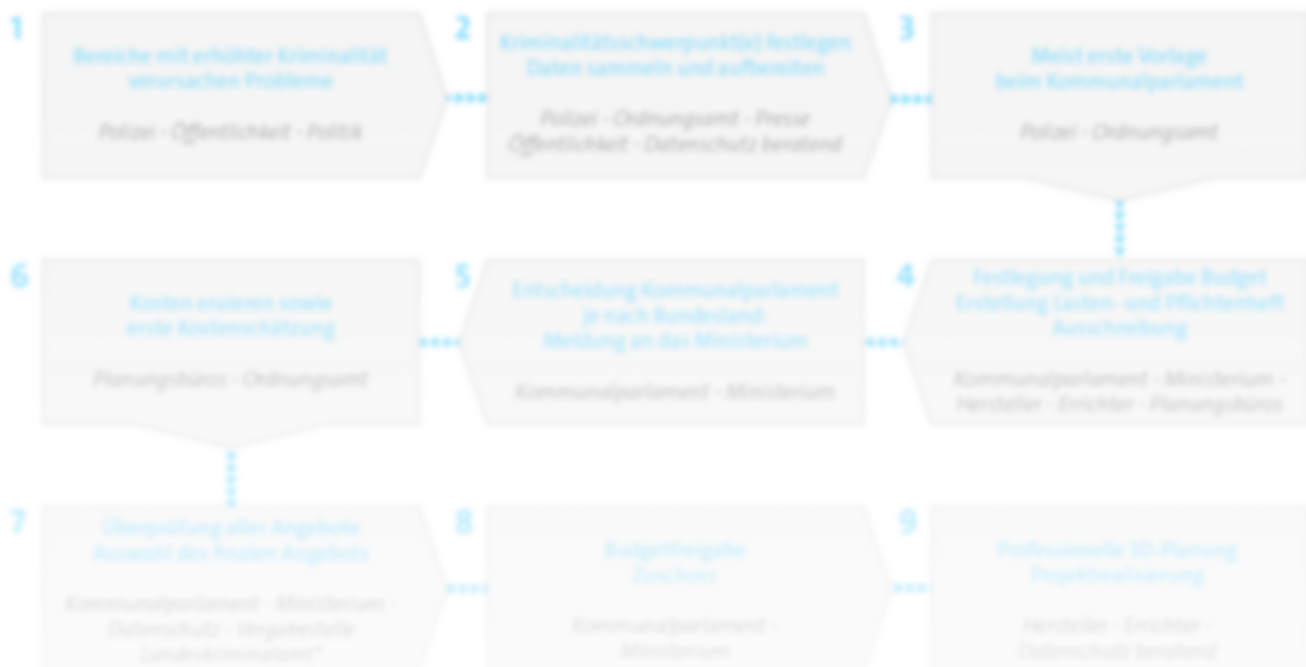 1
Bereiche mit erhöhter Kriminalität
verursachen Probleme
Polizei - Öffentlichkeit - Politik
2
Kriminalitätsschwerpunkt(e) festlegen
Daten sammeln und aufbereiten
Polizei - Ordnungsamt - Presse
Öffentlichkeit - Datenschutz beratend
3
Meist erste Vorlage
beim Kommunalparlament
Polizei - Ordnungsamt
4
Festlegung und Freigabe Budget
Erstellung Lasten- und Pflichtenheft
Ausschreibung
Kommunalparlament - Ministerium -
Hersteller - Errichter - Planungsbüros
5
Entscheidung Kommunalparlament
je nach Bundesland:
Meldung an das Ministerium
Kommunalparlament - Ministerium
6
Kosten eruieren sowie
erste Kostenschätzung
Planungsbüros - Ordnungsamt
7
Überprüfung aller Angebote
Auswahl des finalen Angebots
Kommunalparlament - Ministerium -
Datenschutz - Vergabestelle
Landeskriminalamt*
8
Budgetfreigabe
Zuschuss
Kommunalparlament -
Ministerium
9
Professionelle 3D-Planung
Projektrealisierung
Hersteller - Errichter -
Datenschutz beratend